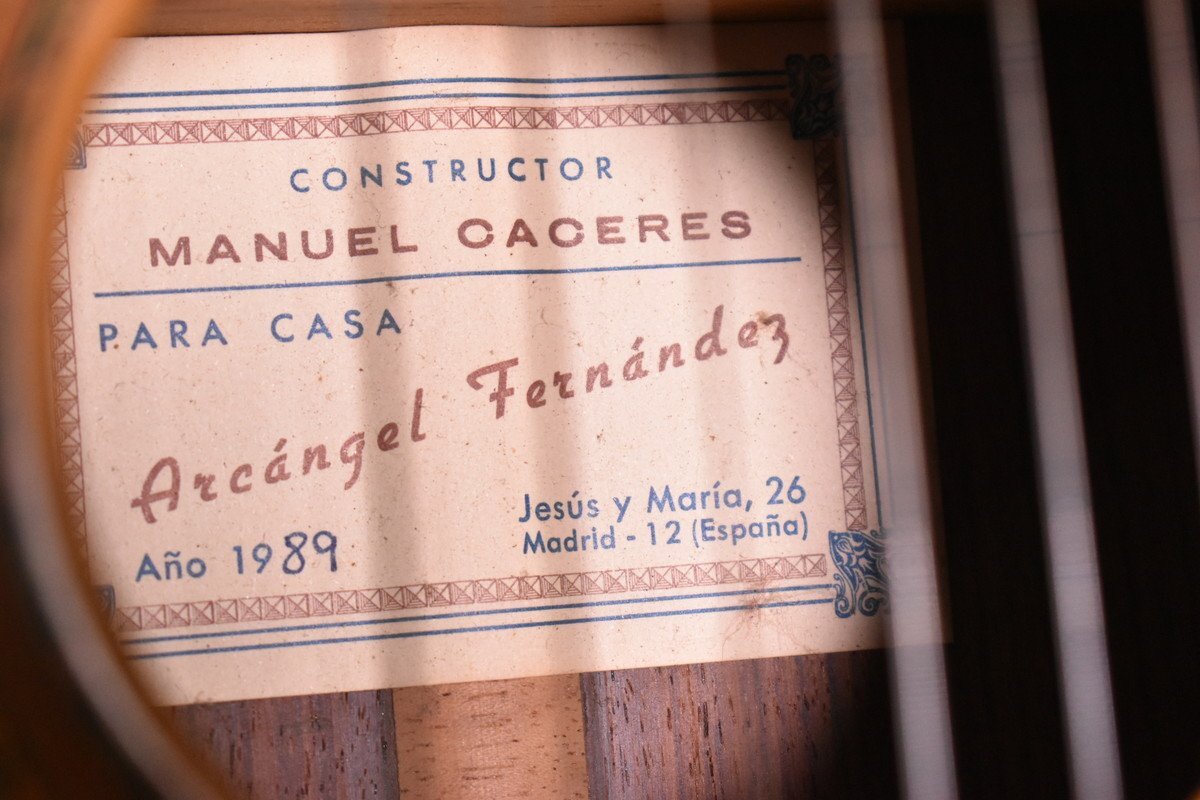 CONSTRUCTOR
MANUEL CACERES
PARA CASA
Arcángel Fernández
Jesús y María, 26
Año 1989
Madrid - 12 (España)